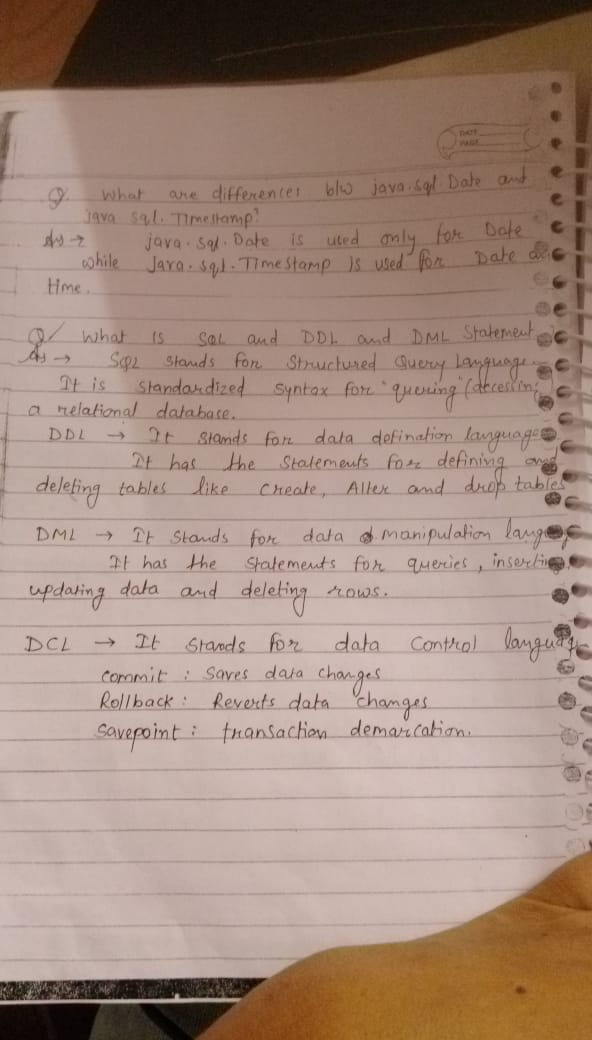 DATE
PAGE
Q. What are differences b/w java.sql.Date and
java sql. Timestamp?
Ans → java.sql.Date is used only for Date
while Java.sql.TimeStamp is used for Date and
time.
Q/ What is SQL and DDL and DML Statement
Ans → SQL stands for Structured Query Language.
It is standardized syntax for "quering" (accessing
a relational database.
DDL → It stands for data defination language
It has the statements for defining and
deleting tables like create, Alter and drop tables
DML → It stands for data manipulation language
It has the statements for queries, inserting,
updating data and deleting rows.
DCL → It stands for data control language
commit : saves data changes
Rollback : Reverts data changes
savepoint : transaction demarcation.